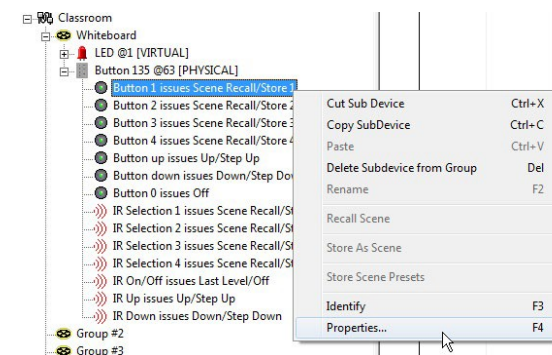 Classroom
Whiteboard
LED @1 [VIRTUAL]
Button 135 @63 [PHYSICAL]
Button 1 issues Scene Recall/Store 1
Button 2 issues Scene Recall/Store 2
Button 3 issues Scene Recall/Store 3
Button 4 issues Scene Recall/Store 4
Button up issues Up/Step Up
Button down issues Down/Step Do
Button 0 issues Off
IR Selection 1 issues Scene Recall/St
IR Selection 2 issues Scene Recall/St
IR Selection 3 issues Scene Recall/St
IR Selection 4 issues Scene Recall/St
IR On/Off issues Last Level/Off
IR Up issues Up/Step Up
IR Down issues Down/Step Down
Group #2
Group #3
Cut Sub Device Ctrl+X
Copy SubDevice Ctrl+C
Paste Ctrl+V
Delete Subdevice from Group Del
Rename F2
Recall Scene
Store As Scene
Store Scene Presets
Identify F3
Properties... F4